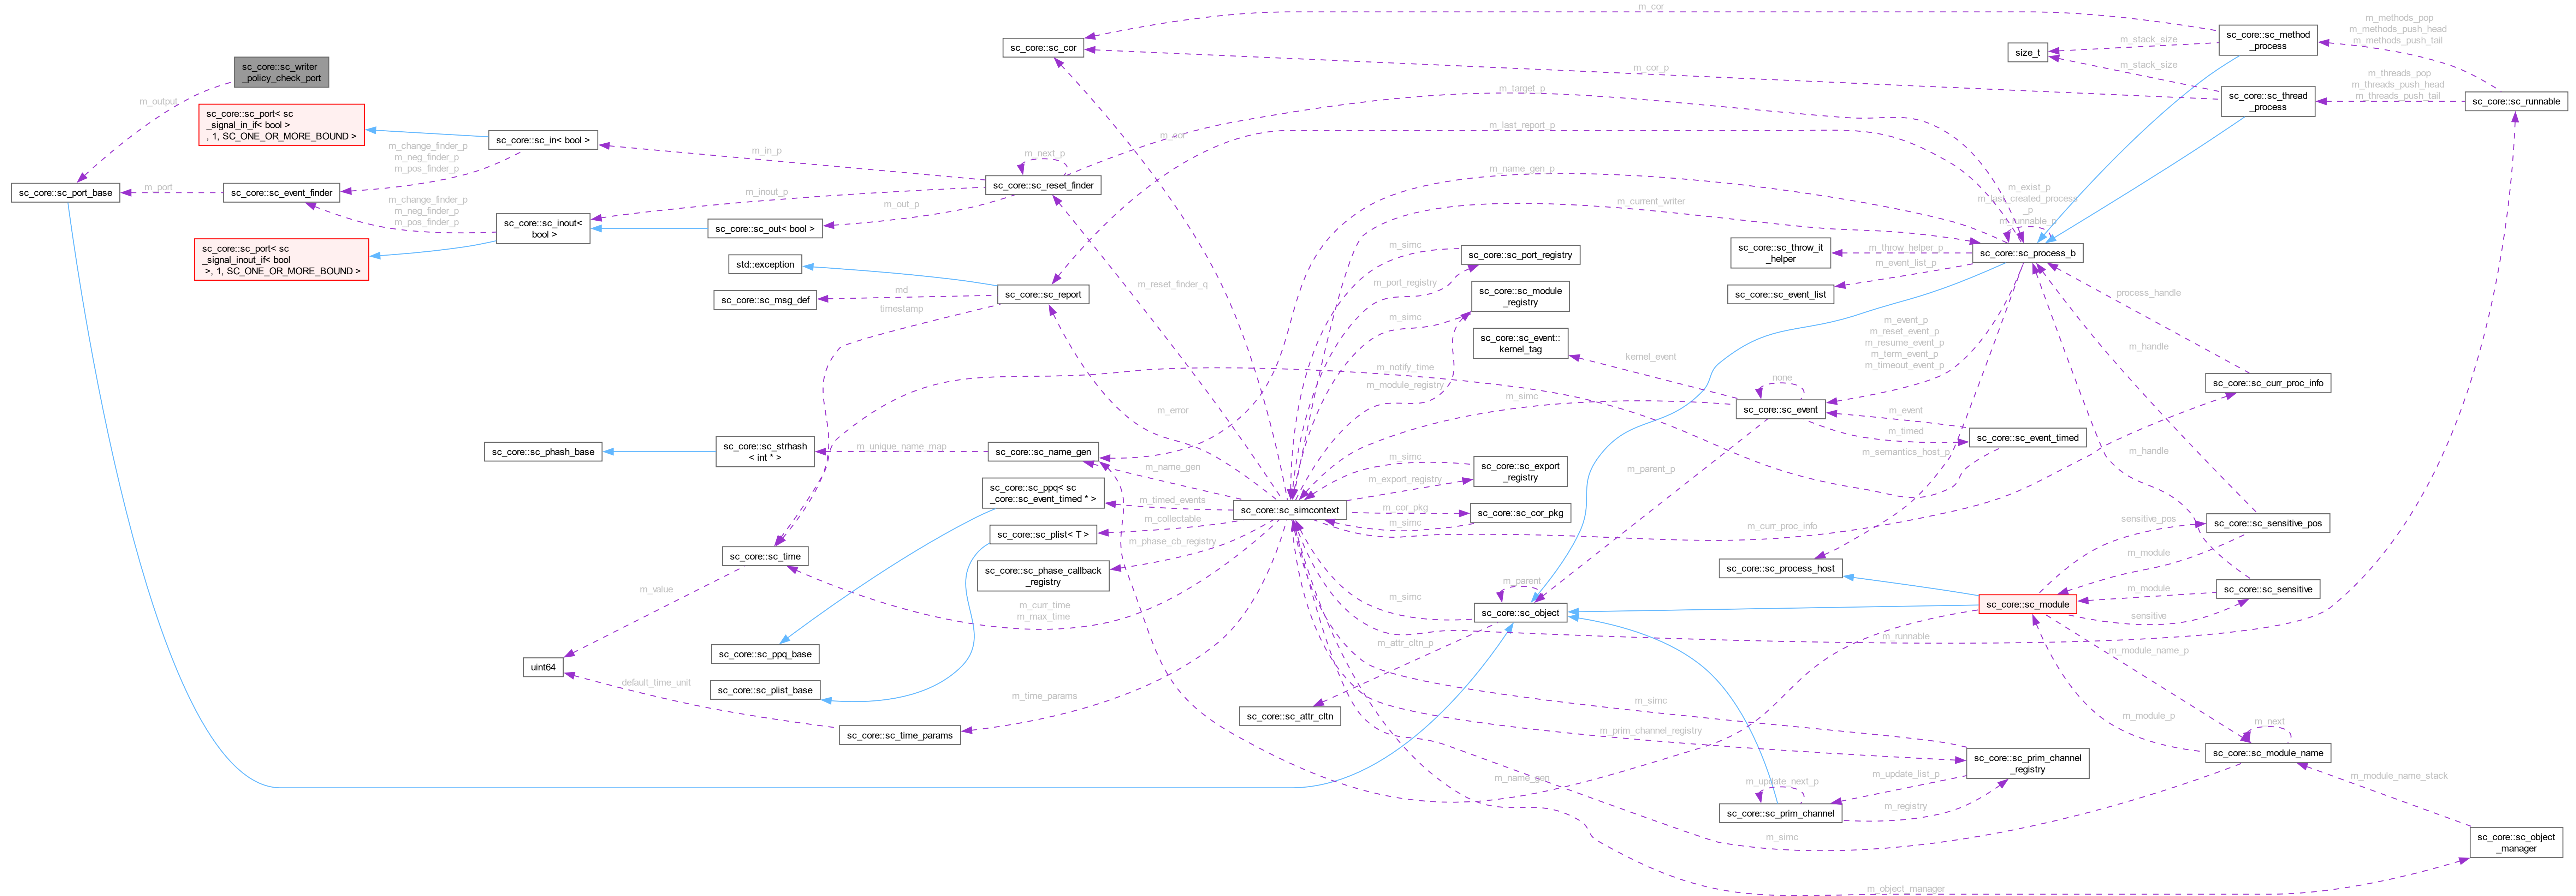 m_cor
m_methods_pop
m_methods_push_head
m_methods_push_tail
sc_core::sc_method
_process
sc_core::sc_cor
m_stack_size
size_t
sc_core::sc_writer
_policy_check_port
m_cor_p
m_stack_size
m_threads_pop
m_threads_push_head
m_threads_push_tail
sc_core::sc_thread
_process
sc_core::sc_runnable
m_output
m_target_p
sc_core::sc_port< sc
_signal_in_if< bool >
, 1, SC_ONE_OR_MORE_BOUND >
sc_core::sc_in< bool >
m_last_report_p
m_cor
m_change_finder_p
m_neg_finder_p
m_pos_finder_p
m_in_p
m_next_p
m_name_gen_p
sc_core::sc_port_base
m_port
sc_core::sc_event_finder
sc_core::sc_reset_finder
m_inout_p
m_out_p
m_change_finder_p
m_neg_finder_p
m_pos_finder_p
sc_core::sc_inout<
bool >
sc_core::sc_out< bool >
m_current_writer
m_exist_p
m_last_created_process
_p
m_runnable_p
sc_core::sc_port< sc
_signal_inout_if< bool
>, 1, SC_ONE_OR_MORE_BOUND >
m_simc
sc_core::sc_port_registry
sc_core::sc_throw_it
_helper
m_throw_helper_p
sc_core::sc_process_b
std::exception
m_event_list_p
sc_core::sc_event_list
m_port_registry
m_reset_finder_q
sc_core::sc_msg_def
md
sc_core::sc_report
timestamp
sc_core::sc_module
_registry
m_simc
process_handle
m_event_p
m_reset_event_p
m_resume_event_p
m_term_event_p
m_timeout_event_p
sc_core::sc_event::
kernel_tag
kernel_event
m_handle
m_notify_time
m_module_registry
none
sc_core::sc_curr_proc_info
m_error
m_simc
sc_core::sc_event
m_event
m_timed
sc_core::sc_event_timed
sc_core::sc_phash_base
sc_core::sc_strhash
< int * >
m_unique_name_map
sc_core::sc_name_gen
m_semantics_host_p
m_handle
m_name_gen
m_simc
sc_core::sc_export
_registry
m_export_registry
m_parent_p
sc_core::sc_ppq< sc
_core::sc_event_timed * >
m_timed_events
sc_core::sc_simcontext
m_cor_pkg
sc_core::sc_cor_pkg
m_simc
m_collectable
m_curr_proc_info
sensitive_pos
sc_core::sc_sensitive_pos
sc_core::sc_plist< T >
m_phase_cb_registry
sc_core::sc_time
m_module
sc_core::sc_phase_callback
_registry
sc_core::sc_process_host
m_value
m_parent
m_simc
m_module
sc_core::sc_sensitive
m_curr_time
m_max_time
sc_core::sc_object
sc_core::sc_module
sensitive
m_runnable
m_attr_cltn_p
m_module_name_p
sc_core::sc_ppq_base
uint64
default_time_unit
sc_core::sc_plist_base
m_time_params
m_simc
sc_core::sc_attr_cltn
m_module_p
m_next
sc_core::sc_time_params
m_prim_channel_registry
sc_core::sc_module_name
sc_core::sc_prim_channel
_registry
m_name_gen
m_update_next_p
m_update_list_p
m_module_name_stack
m_registry
sc_core::sc_prim_channel
m_simc
sc_core::sc_object
_manager
m_object_manager